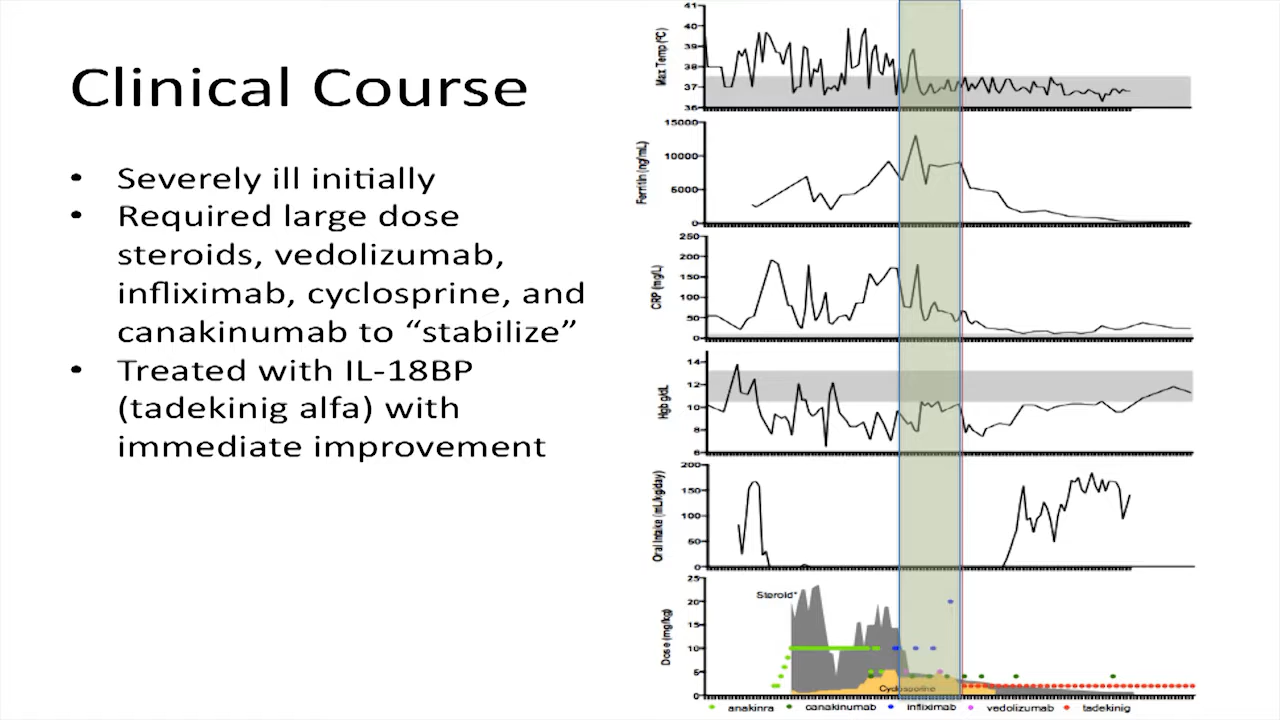 Clinical Course
• Severely ill initially
• Required large dose
steroids, vedolizumab,
infliximab, cyclosprine, and
canakinumab to “stabilize”
• Treated with IL-18BP
(tadekinig alfa) with
immediate improvement
Max Temp (ºC)
41
40
39
38
37
36
Ferritin (ng/mL)
15000
10000
5000
0
CRP (mg/L)
250
200
150
100
50
0
Hgb g/dL
14
12
10
8
6
Oral Intake (mL/kg/day)
200
150
100
50
0
Dose (mg/kg)
25
20
15
10
5
0
Steroid*
Cyclosporine
anakinra canakinumab infliximab vedolizumab tadekinig